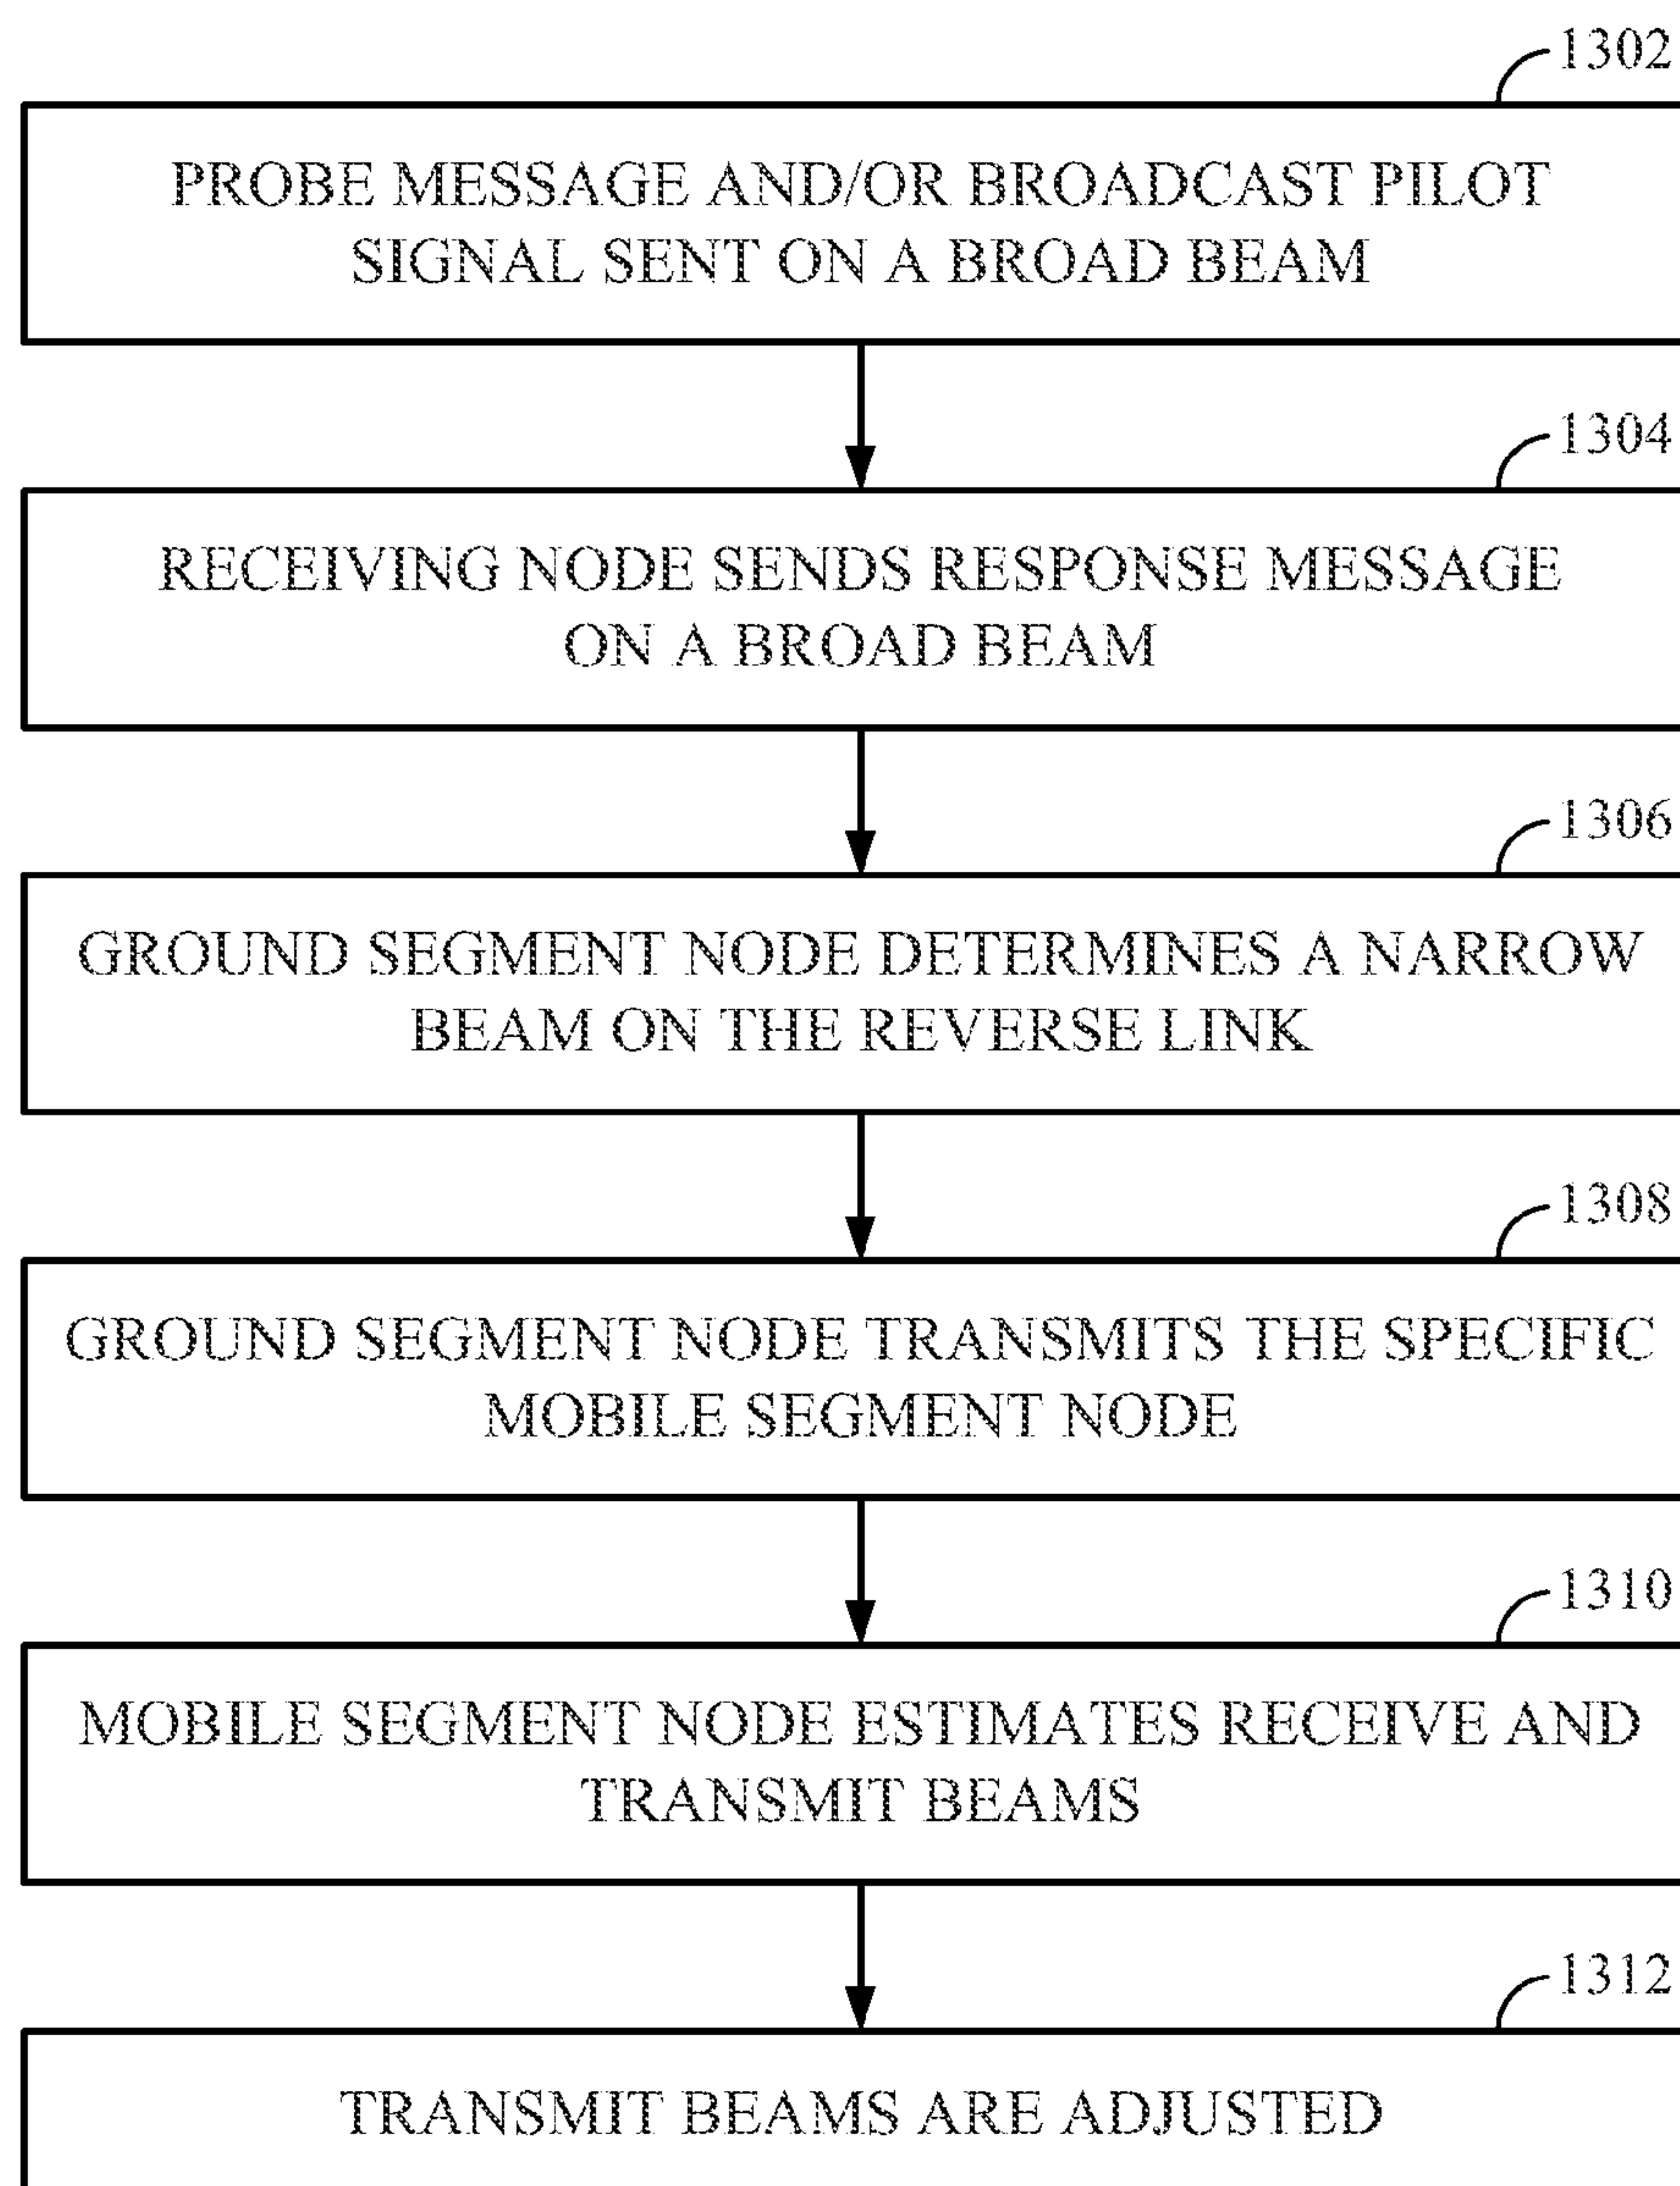 1302
PROBE MESSAGE AND/OR BROADCAST PILOT
SIGNAL SENT ON A BROAD BEAM
1304
RECEIVING NODE SENDS RESPONSE MESSAGE
ON A BROAD BEAM
1306
GROUND SEGMENT NODE DETERMINES A NARROW
BEAM ON THE REVERSE LINK
1308
GROUND SEGMENT NODE TRANSMITS THE SPECIFIC
MOBILE SEGMENT NODE
1310
MOBILE SEGMENT NODE ESTIMATES RECEIVE AND
TRANSMIT BEAMS
1312
TRANSMIT BEAMS ARE ADJUSTED